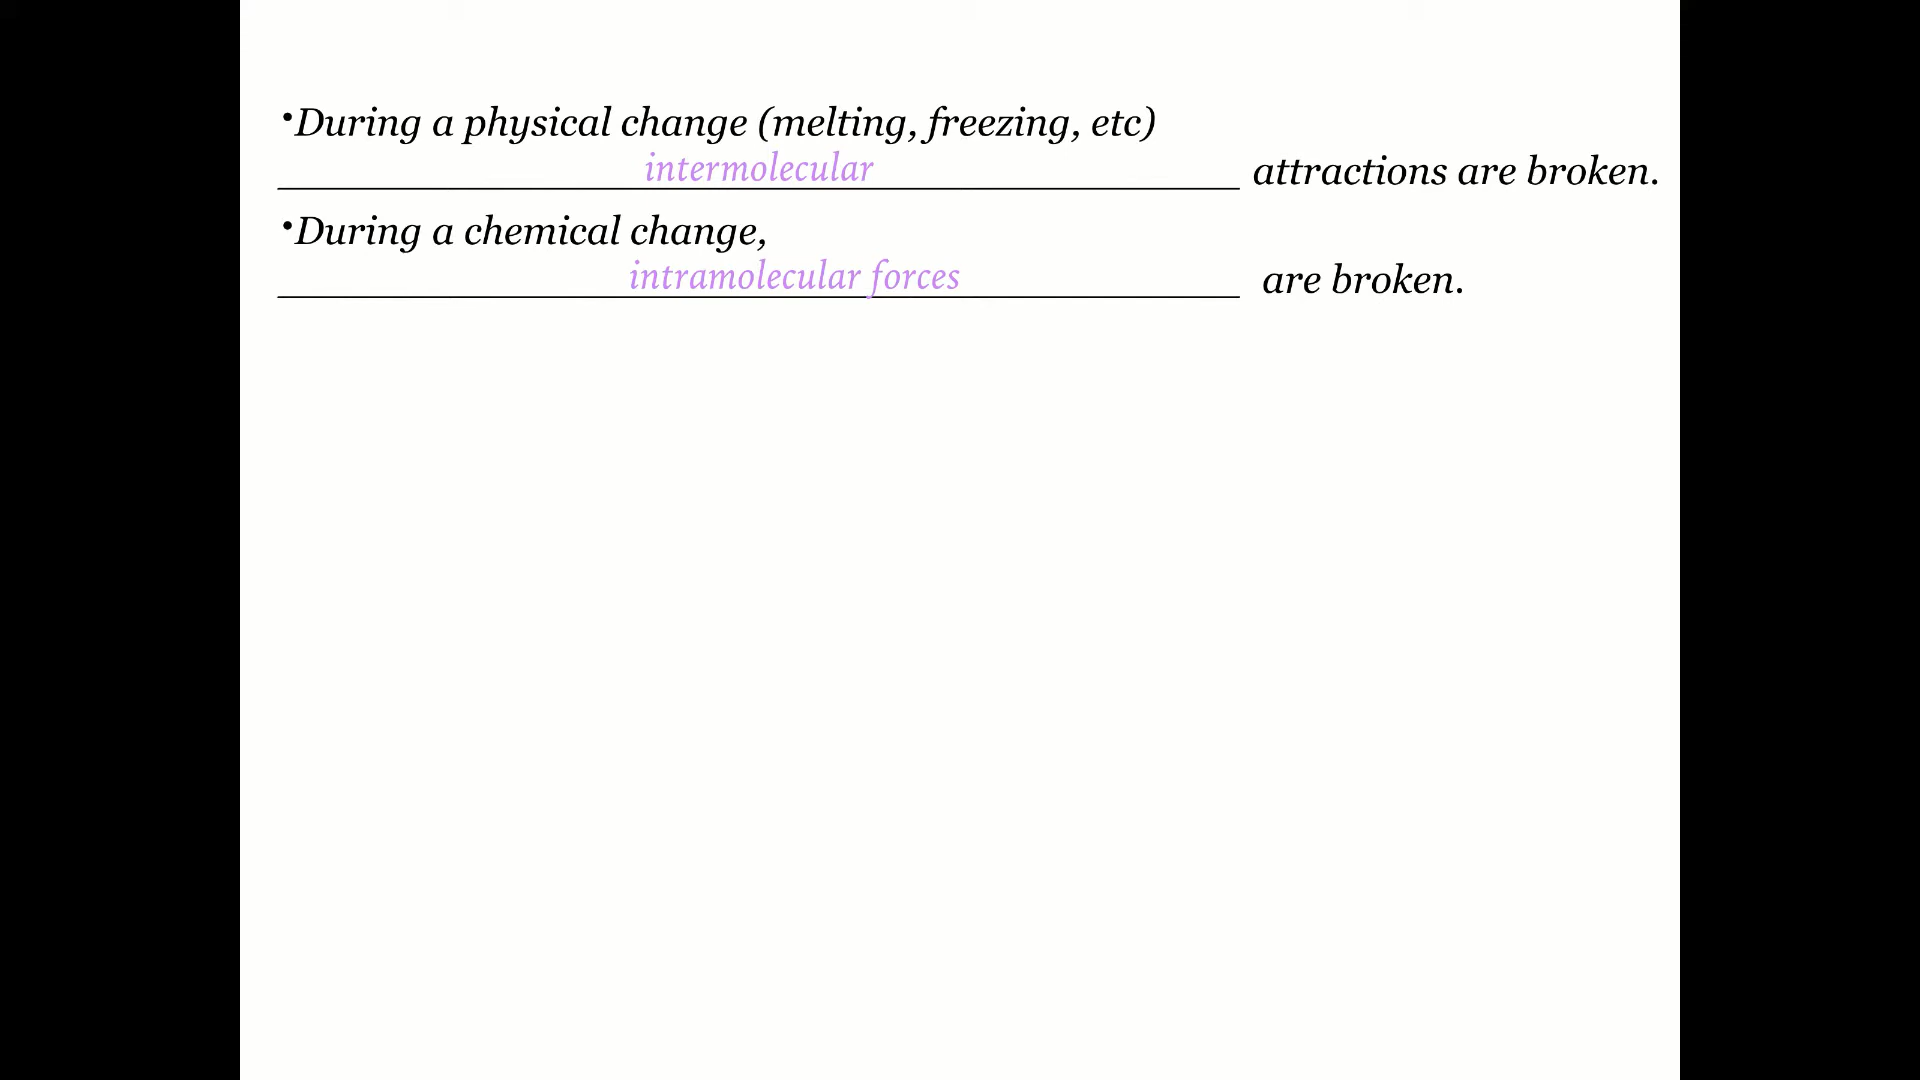 •During a physical change (melting, freezing, etc)
intermolecular attractions are broken.
•During a chemical change,
intramolecular forces are broken.